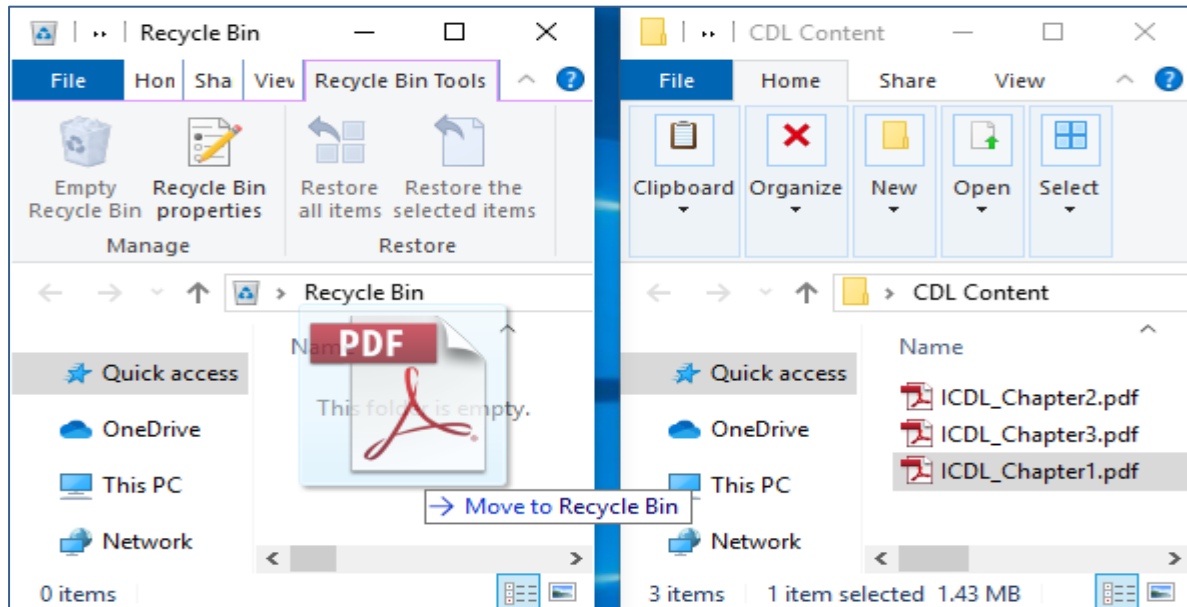 Recycle Bin
File Hon Sha Viev Recycle Bin Tools
Empty Recycle Bin
Recycle Bin properties
Restore all items
Restore the selected items
Manage
Restore
Recycle Bin
Name
PDF
Quick access
This folder is empty.
OneDrive
This PC
Network
0 items
Move to Recycle Bin
CDL Content
File Home Share View
Clipboard Organize New Open Select
CDL Content
Name
Quick access
ICDL_Chapter2.pdf
OneDrive
ICDL_Chapter3.pdf
ICDL_Chapter1.pdf
This PC
Network
3 items 1 item selected 1.43 MB